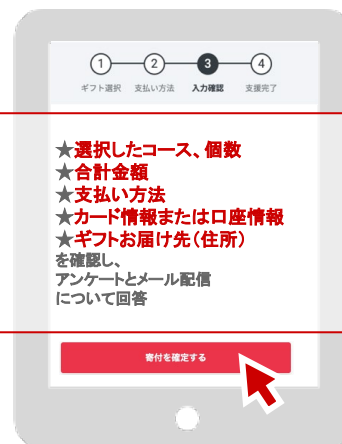 1 2 3 4
ギフト選択 支払い方法 入力確認 支援完了
★選択したコース、個数
★合計金額
★支払い方法
★カード情報または口座情報
★ギフトお届け先(住所)
を確認し、
アンケートとメール配信
について回答
寄付を確定する